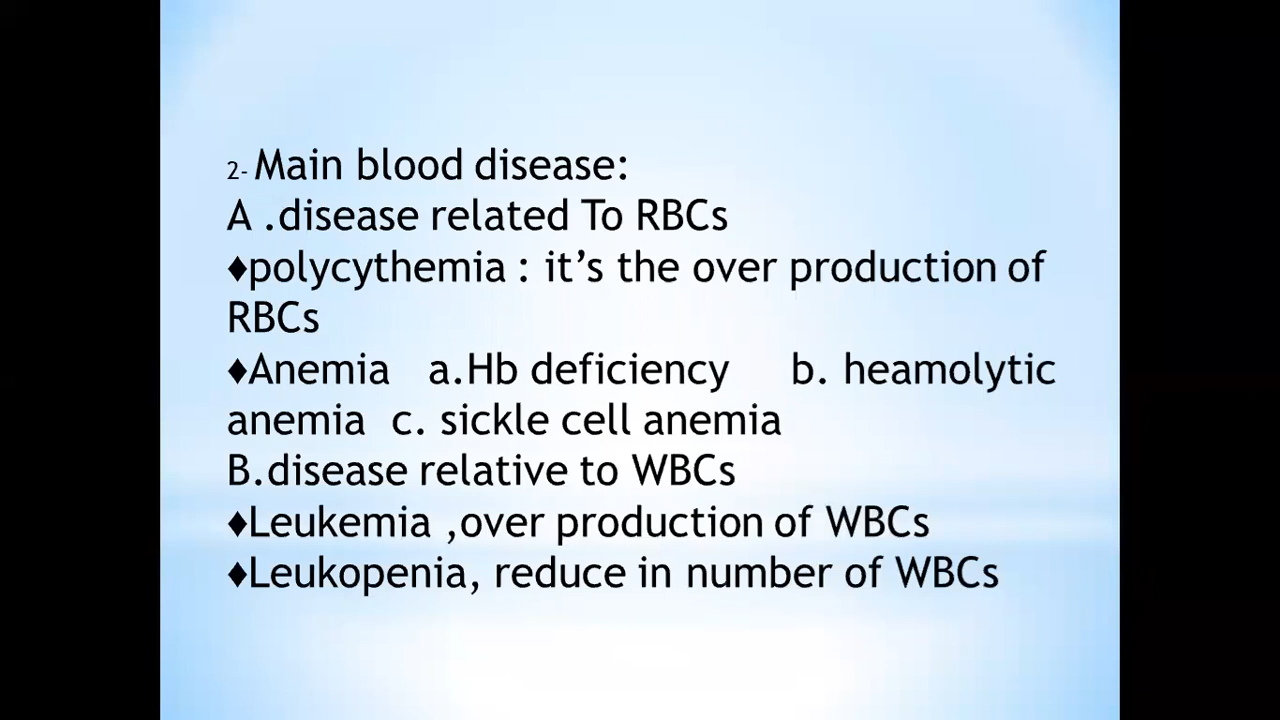 2- Main blood disease:
A .disease related To RBCs
♦polycythemia : it’s the over production of
RBCs
♦Anemia a.Hb deficiency b. heamolytic
anemia c. sickle cell anemia
B.disease relative to WBCs
♦Leukemia ,over production of WBCs
♦Leukopenia, reduce in number of WBCs